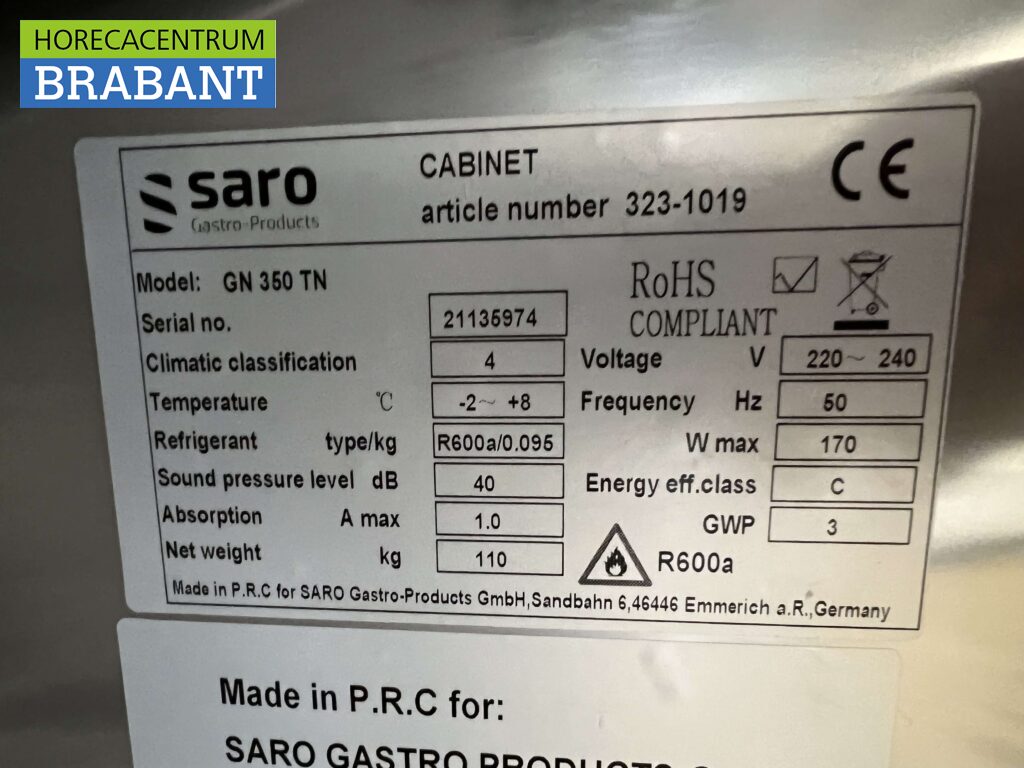 HORECACENTRUM
BRABANT
saro
Gastro-Products
CABINET
article number 323-1019
CE
Model: GN 350 TN
RoHS
COMPLIANT
Serial no. 21135974
Climatic classification 4
Voltage V 220~ 240
Temperature ℃ -2~ +8
Frequency Hz 50
Refrigerant type/kg R600a/0.095
W max 170
Sound pressure level dB 40
Energy eff.class C
Absorption A max 1.0
GWP 3
Net weight kg 110
R600a
Made in P.R.C for SARO Gastro-Products GmbH,Sandbahn 6,46446 Emmerich a.R.,Germany
Made in P.R.C for:
SARO GASTRO PRODUCTS